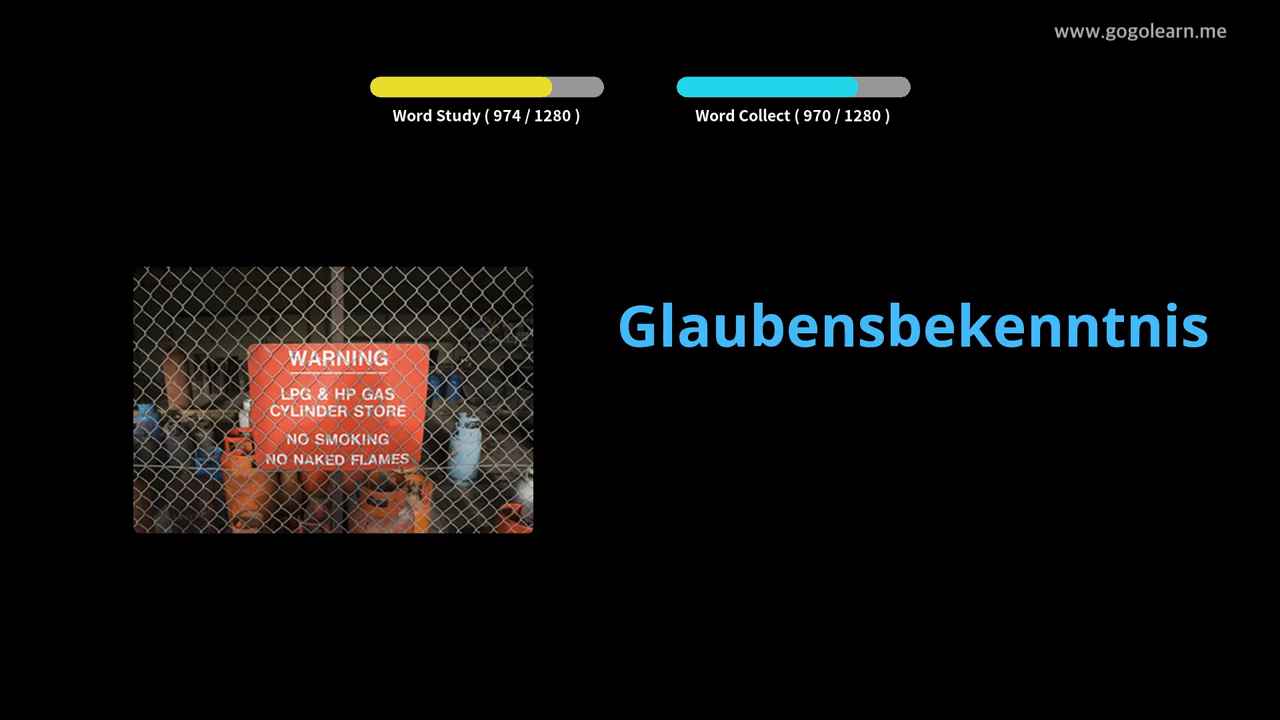 www.gogolearn.me
Word Study ( 974 / 1280 )
Word Collect ( 970 / 1280 )
Glaubensbekenntnis
WARNING
LPG & HP GAS
CYLINDER STORE
NO SMOKING
NO NAKED FLAMES